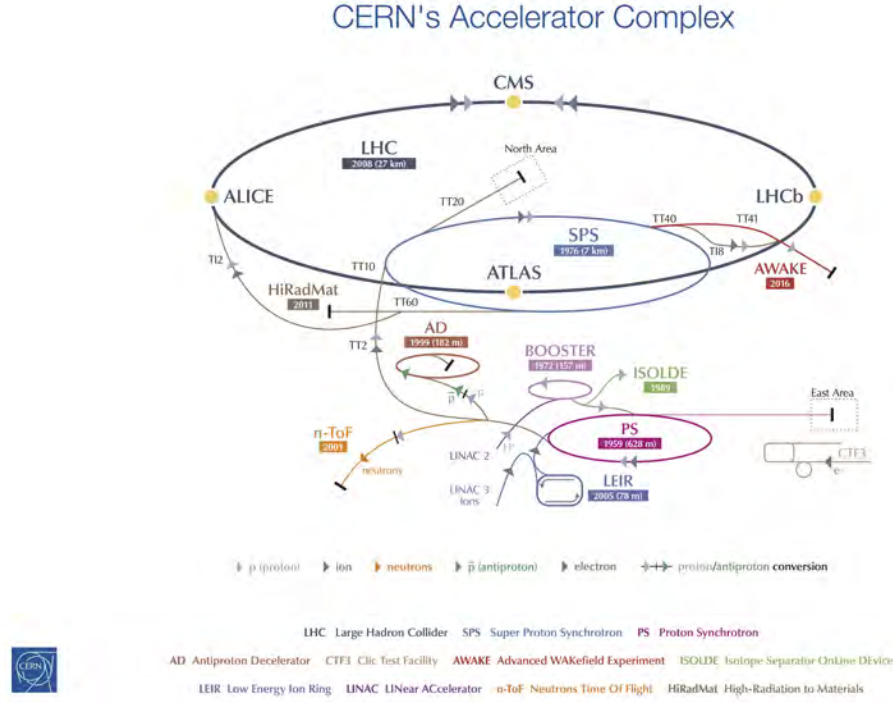 CERN's Accelerator Complex
CMS
LHC
2008 (27 km)
North Area
ALICE
LHCb
TT20
TT40
TT41
SPS
1976 (7 km)
TI8
TI2
TT10
ATLAS
AWAKE
2016
HiRadMat
2011
TT60
AD
1999 (182 m)
TT2
BOOSTER
1972 (157 m)
ISOLDE
1989
p̄
p
East Area
n-ToF
2001
PS
1959 (628 m)
LINAC 2
neutrons
CTF3
e-
LINAC 3
Ions
LEIR
2005 (78 m)
p (proton) ion neutrons p̄ (antiproton) electron proton/antiproton conversion
LHC Large Hadron Collider SPS Super Proton Synchrotron PS Proton Synchrotron
AD Antiproton Decelerator CTF3 Clic Test Facility AWAKE Advanced WAKefield Experiment ISOLDE Isotope Separator OnLine DEvice
LEIR Low Energy Ion Ring LINAC LINear ACcelerator n-ToF Neutrons Time Of Flight HiRadMat High-Radiation to Materials
CERN